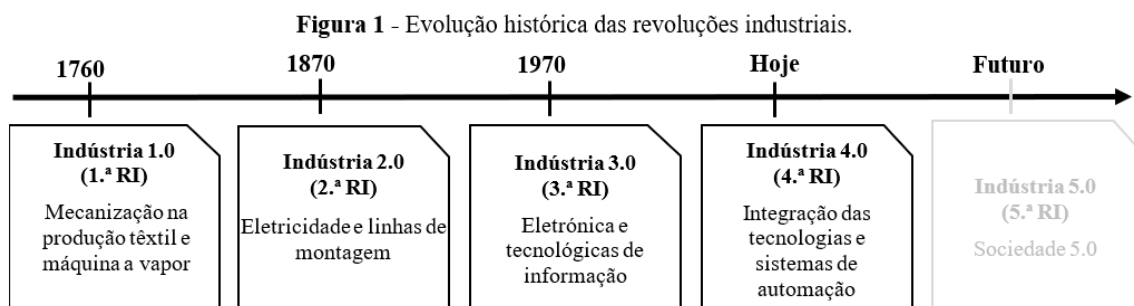 Figura 1 - Evolução histórica das revoluções industriais.
1760
1870
1970
Hoje
Futuro
Indústria 1.0
(1.ª RI)
Mecanização na
produção têxtil e
máquina a vapor
Indústria 2.0
(2.ª RI)
Eletricidade e linhas de
montagem
Indústria 3.0
(3.ª RI)
Eletrónica e
tecnológicas de
informação
Indústria 4.0
(4.ª RI)
Integração das
tecnologias e
sistemas de
automação
Indústria 5.0
(5.ª RI)
Sociedade 5.0